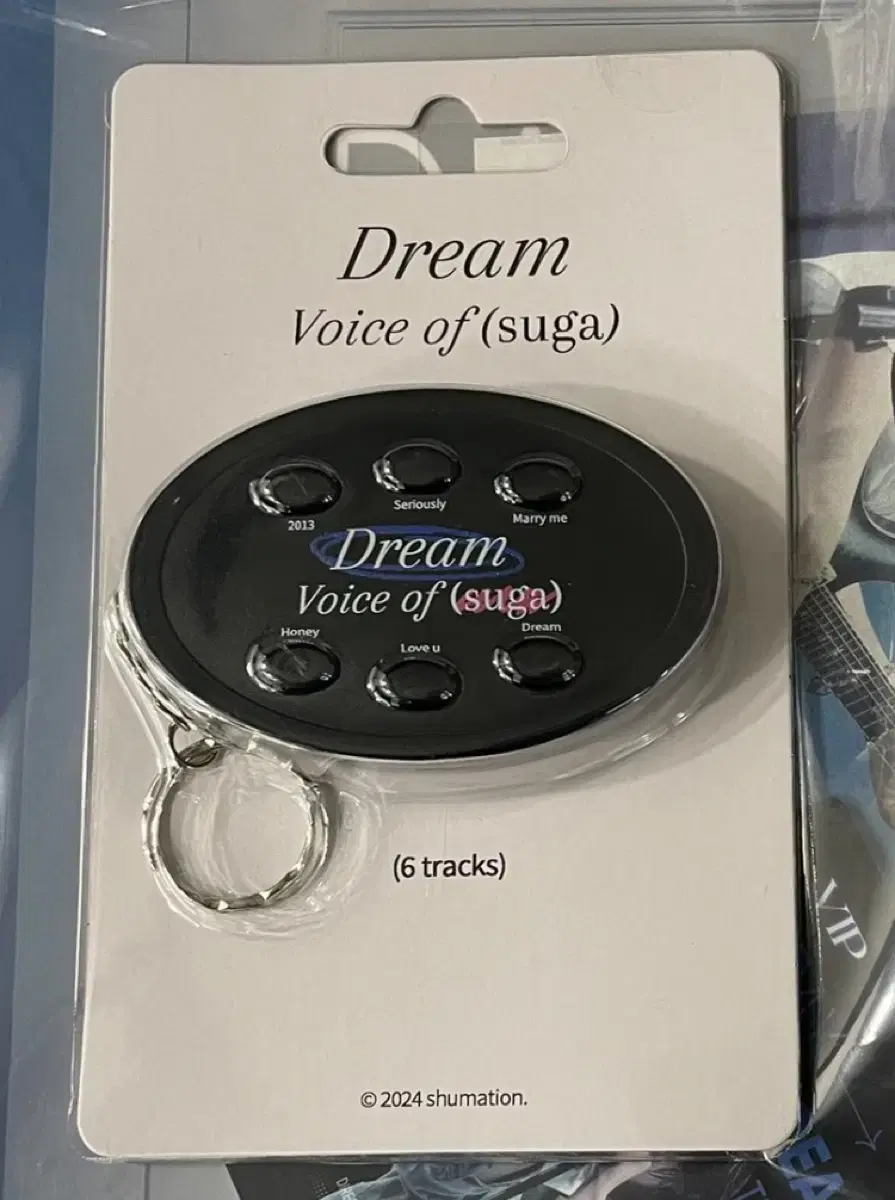 Dream
Voice of (suga)
Seriously
2013
Marry me
Dream
Voice of (suga)
Honey
Love u
Dream
(6 tracks)
© 2024 shumation.
VIP